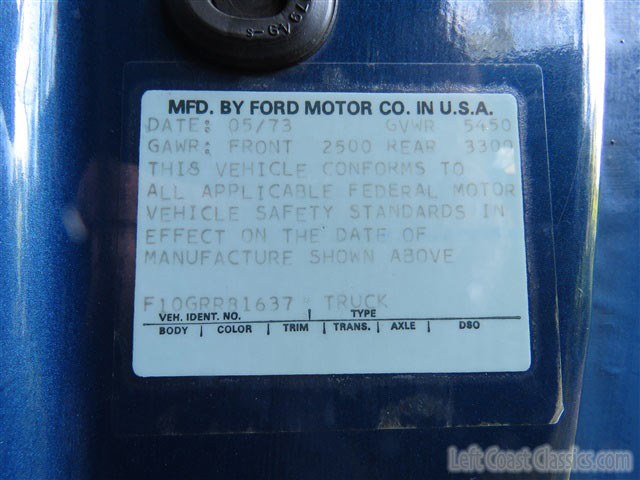 MFD. BY FORD MOTOR CO. IN U.S.A.
DATE: 05/73 GVWR 5450
GAWR: FRONT 2500 REAR 3300
THIS VEHICLE CONFORMS TO
ALL APPLICABLE FEDERAL MOTOR
VEHICLE SAFETY STANDARDS IN
EFFECT ON THE DATE OF
MANUFACTURE SHOWN ABOVE
F10GRR81637 TRUCK
VEH. IDENT. NO. TYPE
BODY COLOR TRIM TRANS. AXLE DSO
Left Coast Classics.com